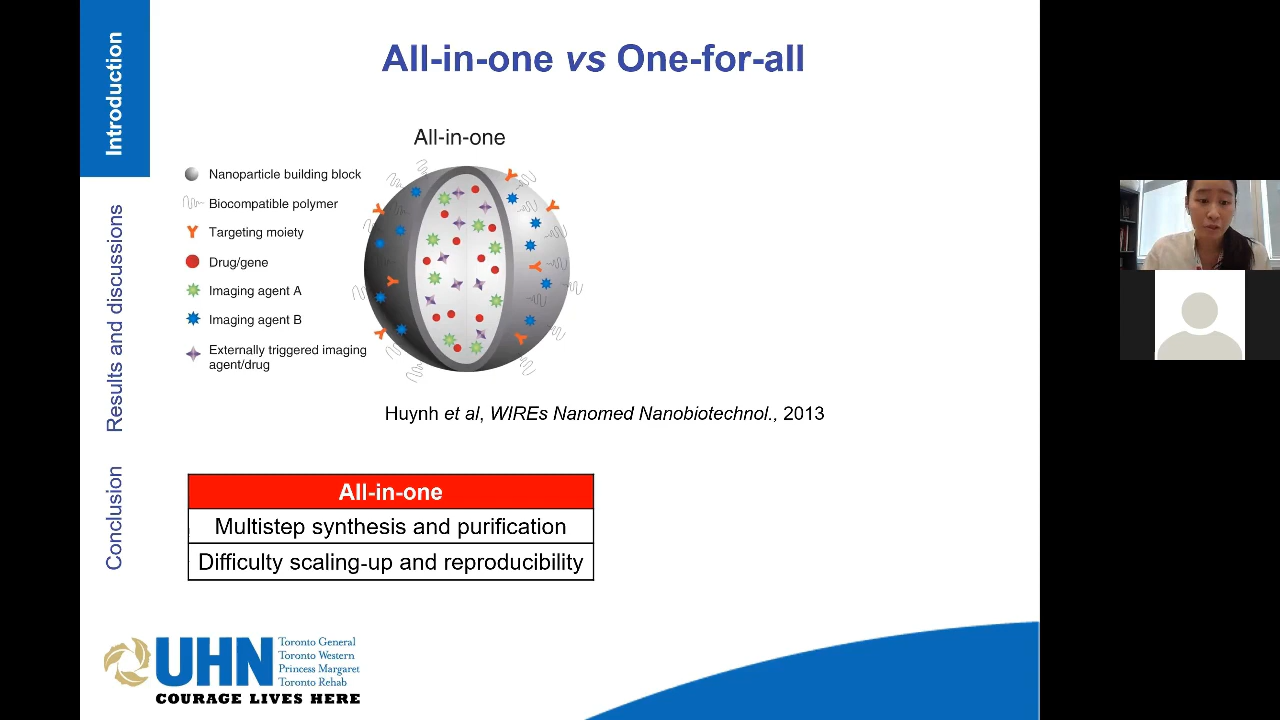 Introduction
Results and discussions
Conclusion
All-in-one vs One-for-all
All-in-one
Nanoparticle building block
Biocompatible polymer
Targeting moiety
Drug/gene
Imaging agent A
Imaging agent B
Externally triggered imaging
agent/drug
Huynh et al, WIREs Nanomed Nanobiotechnol., 2013
All-in-one
Multistep synthesis and purification
Difficulty scaling-up and reproducibility
UHN
Toronto General
Toronto Western
Princess Margaret
Toronto Rehab
COURAGE LIVES HERE